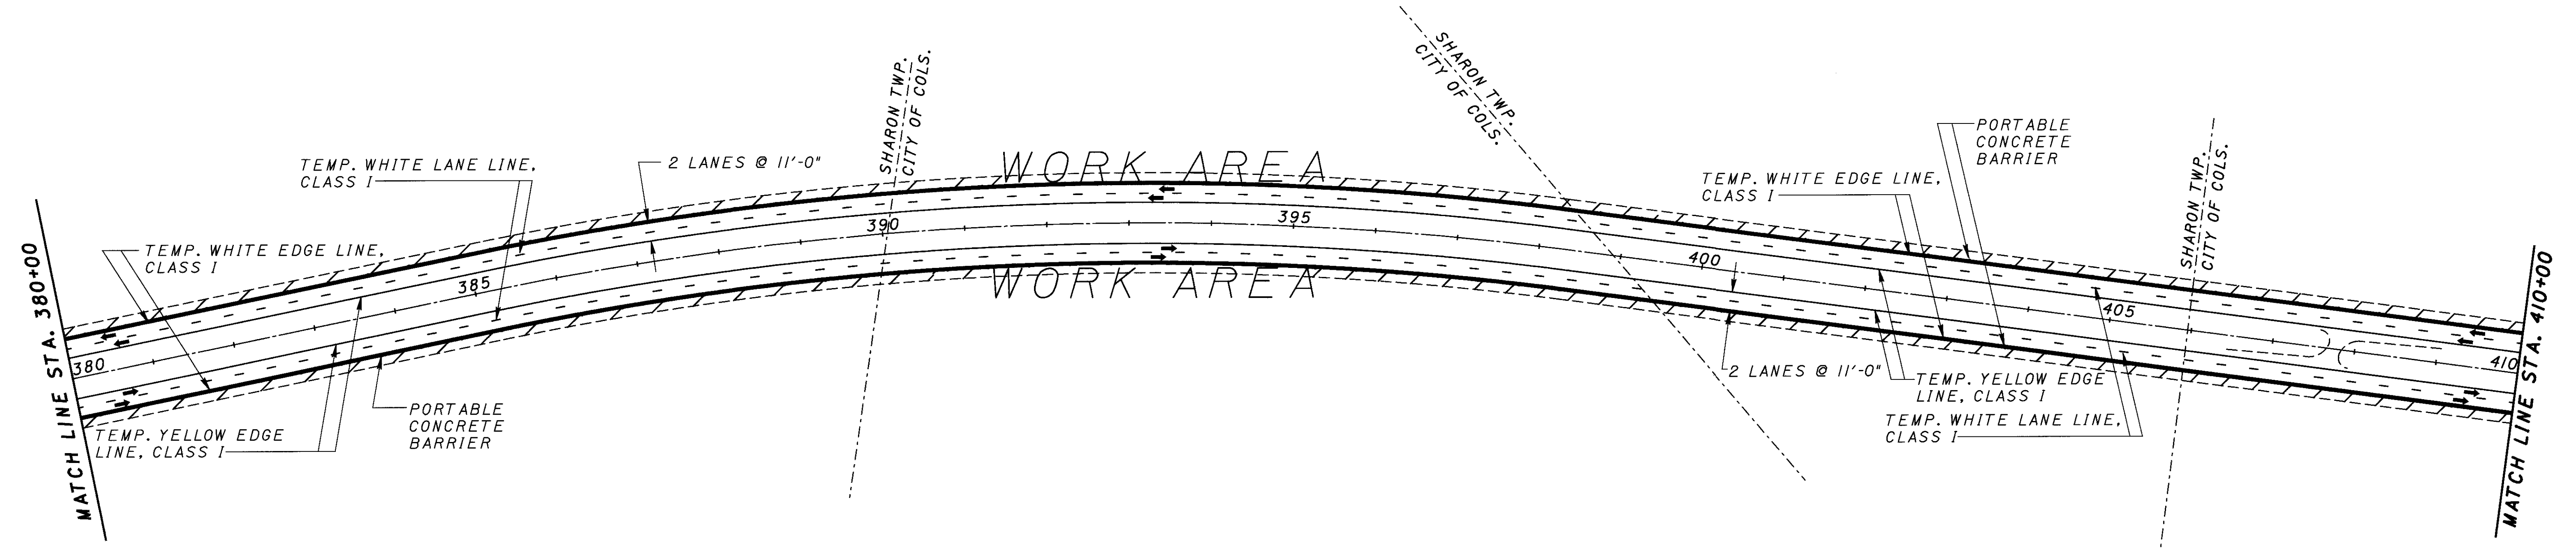 MATCH LINE STA. 380+00
TEMP. WHITE EDGE LINE,
CLASS I
TEMP. WHITE LANE LINE,
CLASS I
2 LANES @ 11'-0"
SHARON TWP.
CITY OF COLS.
WORK AREA
SHARON TWP.
CITY OF COLS.
TEMP. WHITE EDGE LINE,
CLASS I
PORTABLE
CONCRETE
BARRIER
SHARON TWP.
CITY OF COLS.
MATCH LINE STA. 410+00
380
385
390
395
400
405
410
WORK AREA
TEMP. YELLOW EDGE
LINE, CLASS I
PORTABLE
CONCRETE
BARRIER
2 LANES @ 11'-0"
TEMP. YELLOW EDGE
LINE, CLASS I
TEMP. WHITE LANE LINE,
CLASS I